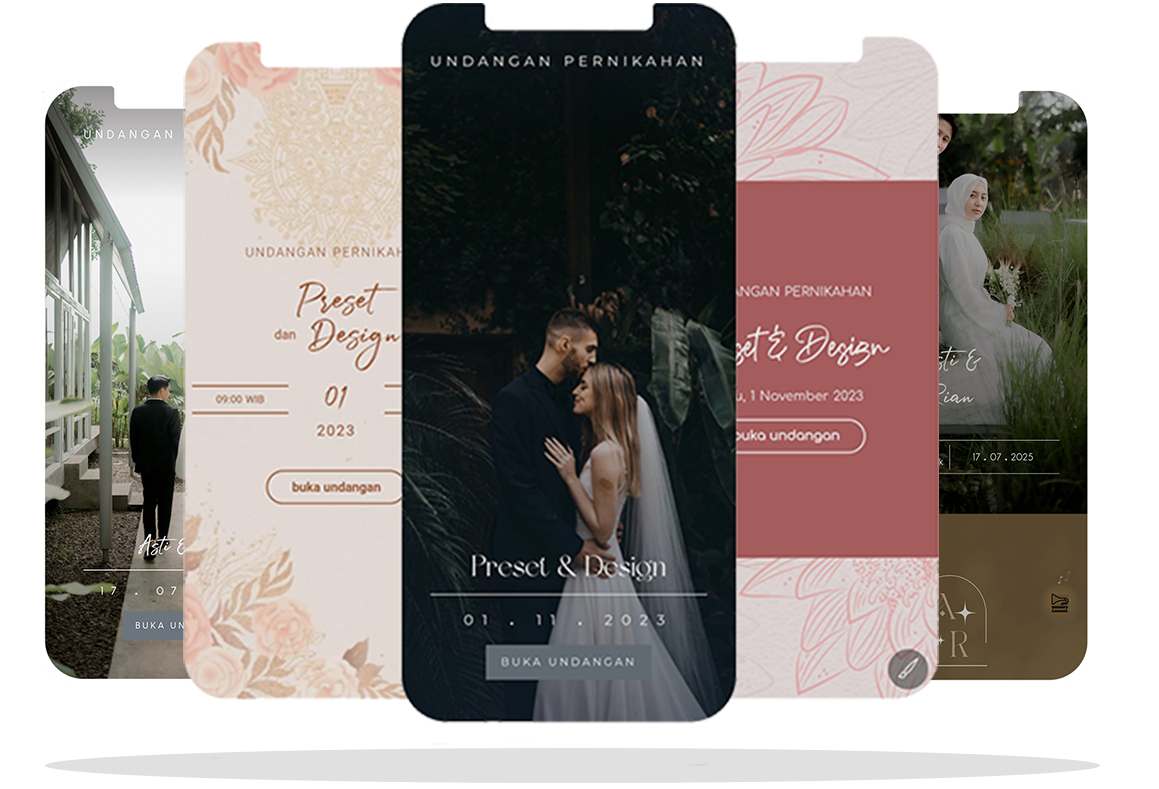 UNDANGAN
Asti &
17 . 07
BUKA UN
UNDANGAN PERNIKAH
Preset
dan Design
09:00 WIB
01
2023
buka undangan
UNDANGAN PERNIKAHAN
Preset & Design
01 . 11 . 2023
BUKA UNDANGAN
ANGAN PERNIKAHAN
set & Design
u, 1 November 2023
buka undangan
sti &
Rian
k
17 . 07 . 2025
A
R